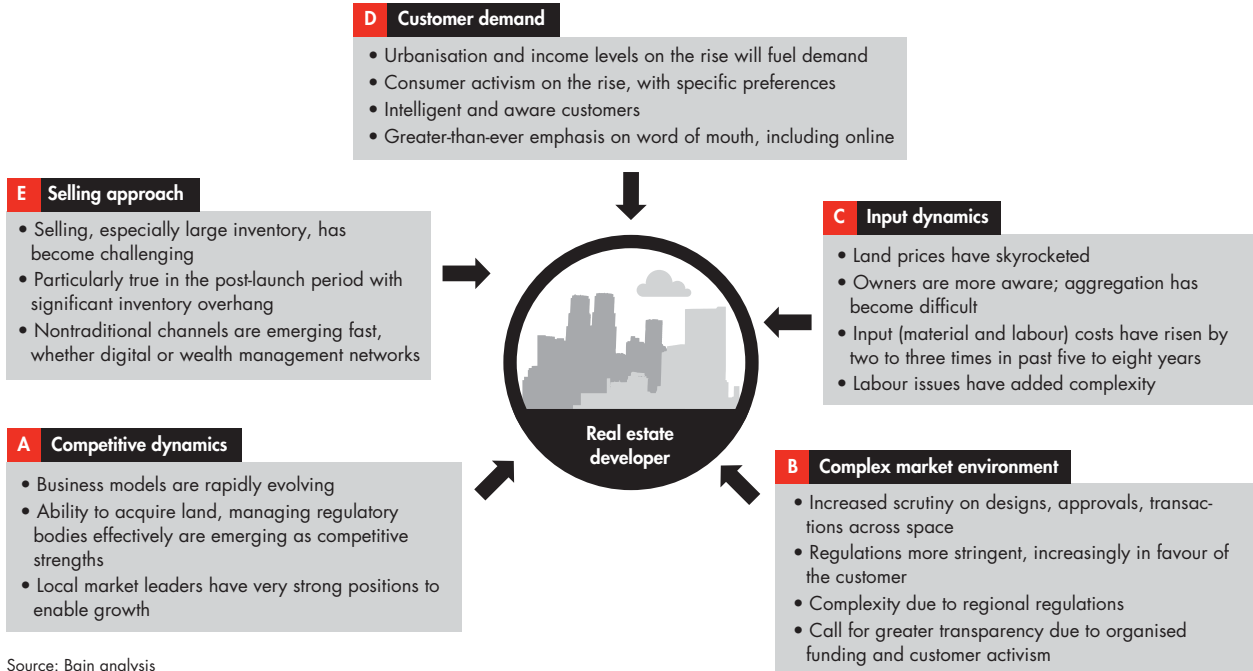 D Customer demand
• Urbanisation and income levels on the rise will fuel demand
• Consumer activism on the rise, with specific preferences
• Intelligent and aware customers
• Greater-than-ever emphasis on word of mouth, including online
E Selling approach
• Selling, especially large inventory, has
become challenging
• Particularly true in the post-launch period with
significant inventory overhang
• Nontraditional channels are emerging fast,
whether digital or wealth management networks
C Input dynamics
• Land prices have skyrocketed
• Owners are more aware; aggregation has
become difficult
• Input (material and labour) costs have risen by
two to three times in past five to eight years
• Labour issues have added complexity
Real estate
developer
A Competitive dynamics
• Business models are rapidly evolving
• Ability to acquire land, managing regulatory
bodies effectively are emerging as competitive
strengths
• Local market leaders have very strong positions to
enable growth
B Complex market environment
• Increased scrutiny on designs, approvals, transac-
tions across space
• Regulations more stringent, increasingly in favour of
the customer
• Complexity due to regional regulations
• Call for greater transparency due to organised
funding and customer activism
Source: Bain analysis